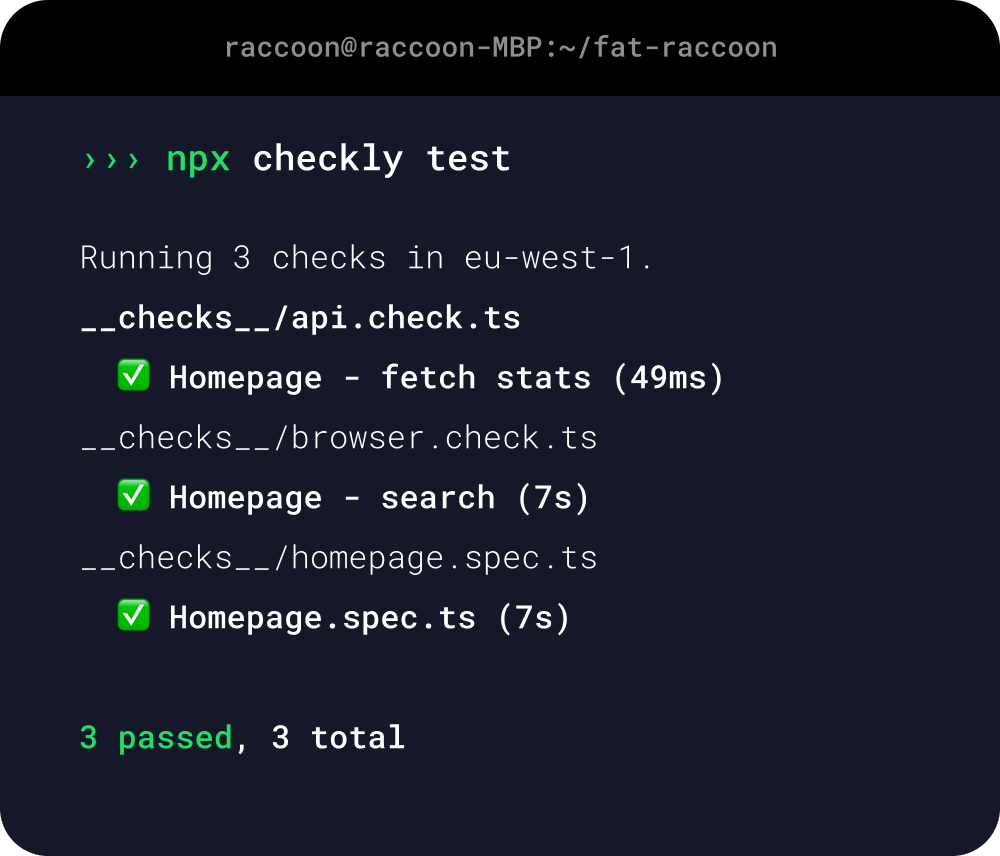 raccoon@raccoon-MBP:~/fat-raccoon
››› npx checkly test
Running 3 checks in eu-west-1.
__checks__/api.check.ts
✅ Homepage - fetch stats (49ms)
__checks__/browser.check.ts
✅ Homepage - search (7s)
__checks__/homepage.spec.ts
✅ Homepage.spec.ts (7s)
3 passed, 3 total